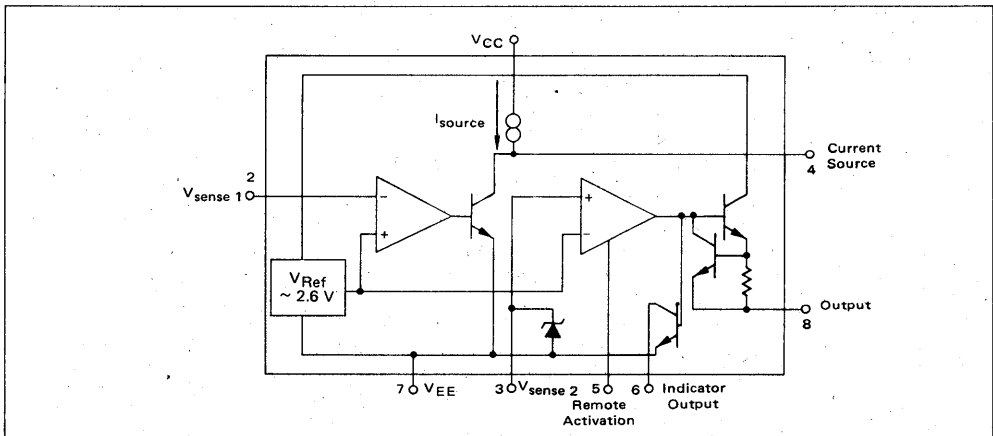 VCC
Isource
Current
Source
4
2
Vsense 1
-
+
+
-
VRef
~ 2.6 V
Output
8
7 VEE
3 Vsense 2
5
Remote
Activation
6 Indicator
Output